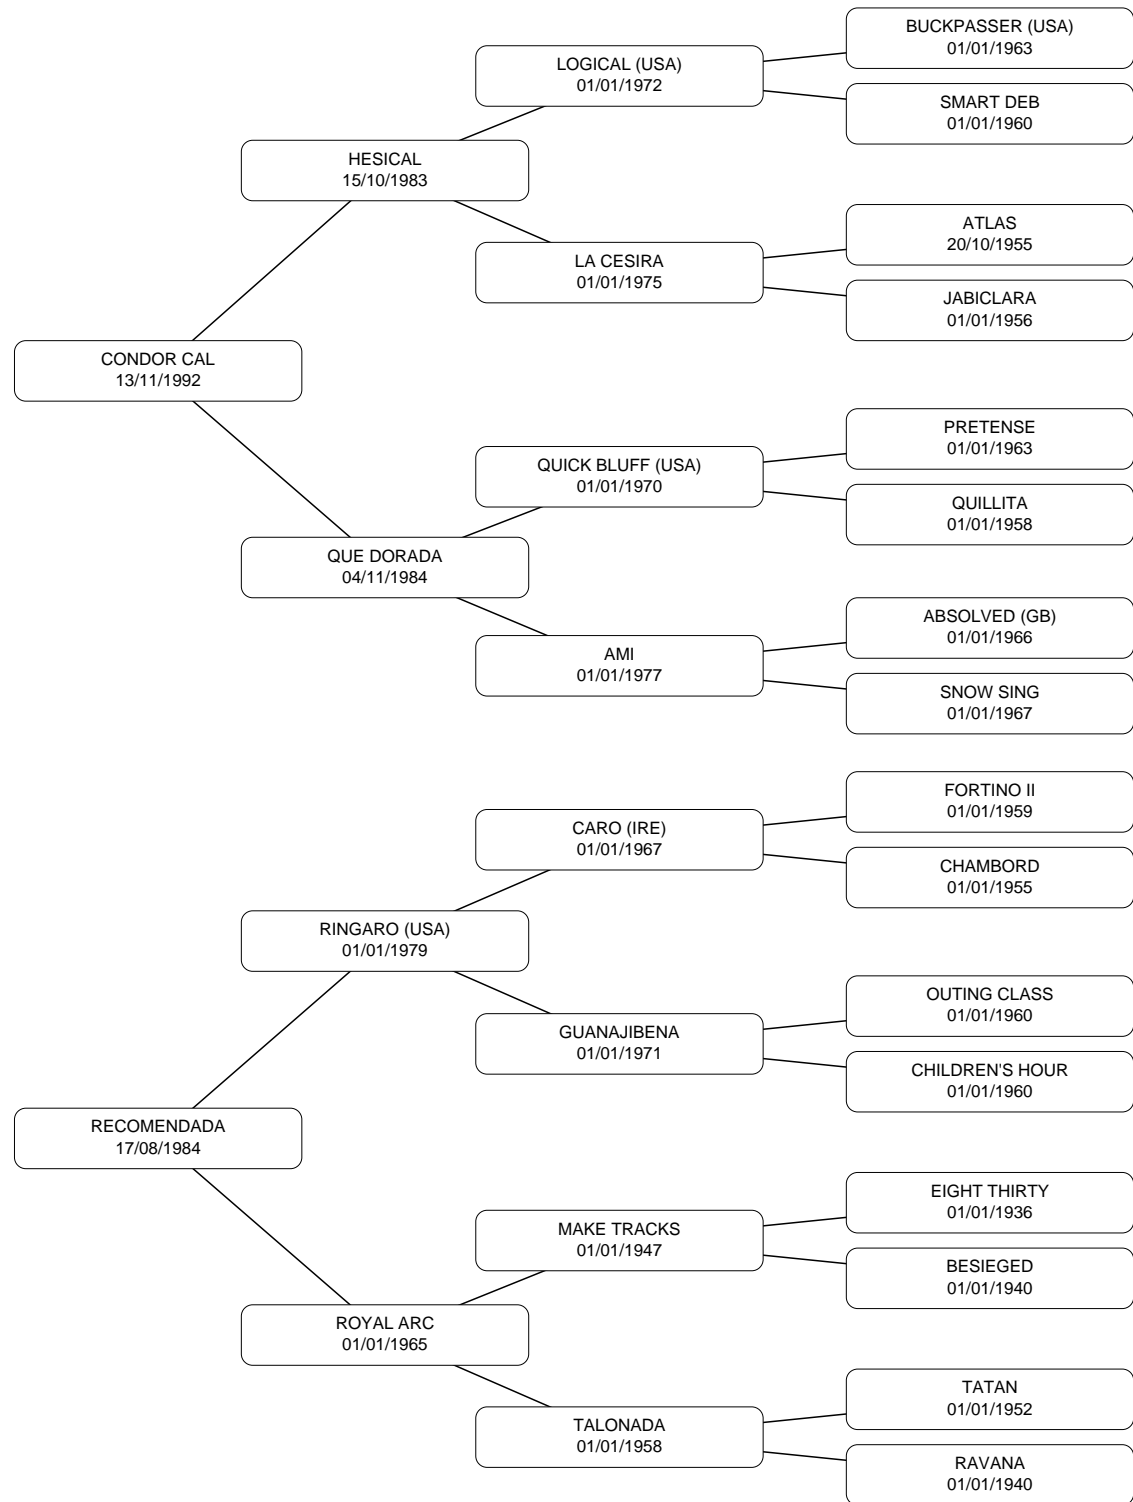 BUCKPASSER (USA)
01/01/1963
LOGICAL (USA)
01/01/1972
SMART DEB
01/01/1960
HESICAL
15/10/1983
ATLAS
20/10/1955
LA CESIRA
01/01/1975
JABICLARA
01/01/1956
CONDOR CAL
13/11/1992
PRETENSE
01/01/1963
QUICK BLUFF (USA)
01/01/1970
QUILLITA
01/01/1958
QUE DORADA
04/11/1984
ABSOLVED (GB)
01/01/1966
AMI
01/01/1977
SNOW SING
01/01/1967
FORTINO II
01/01/1959
CARO (IRE)
01/01/1967
CHAMBORD
01/01/1955
RINGARO (USA)
01/01/1979
OUTING CLASS
01/01/1960
GUANAJIBENA
01/01/1971
CHILDREN'S HOUR
01/01/1960
RECOMENDADA
17/08/1984
EIGHT THIRTY
01/01/1936
MAKE TRACKS
01/01/1947
BESIEGED
01/01/1940
ROYAL ARC
01/01/1965
TATAN
01/01/1952
TALONADA
01/01/1958
RAVANA
01/01/1940